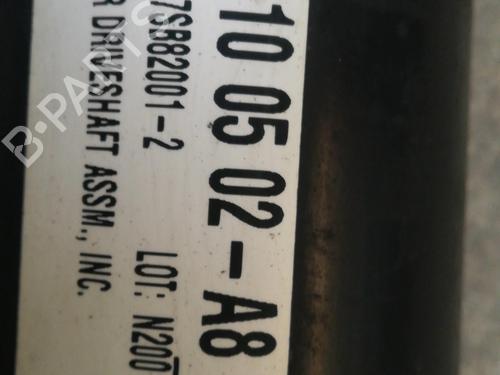 10 05 02-A8
7SB82001-2 LOT: N200
R DRIVESHAFT ASSM., INC.
B-PARTS